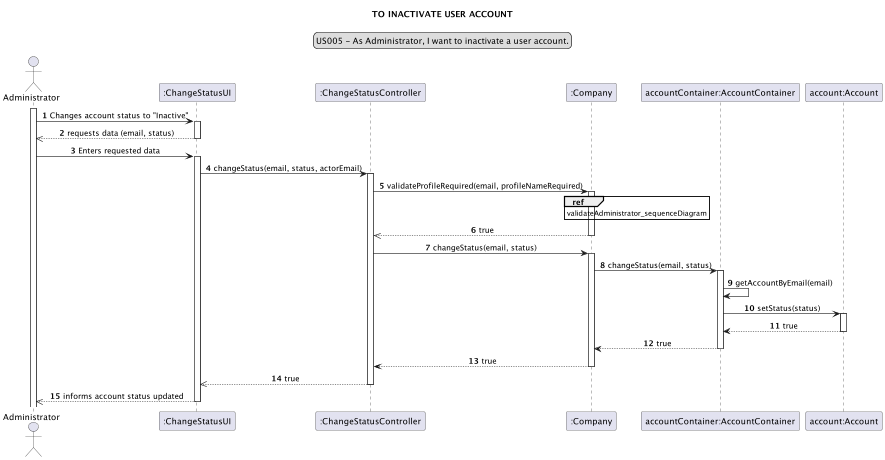 TO INACTIVATE USER ACCOUNT
US005 - As Administrator, I want to inactivate a user account.
Administrator
:ChangeStatusUI
:ChangeStatusController
:Company
accountContainer:AccountContainer
account:Account
1 Changes account status to "Inactive"
2 requests data (email, status)
3 Enters requested data
4 changeStatus(email, status, actorEmail)
5 validateProfileRequired(email, profileNameRequired)
ref
validateAdministrator_sequenceDiagram
6 true
7 changeStatus(email, status)
8 changeStatus(email, status)
9 getAccountByEmail(email)
10 setStatus(status)
11 true
12 true
13 true
14 true
15 informs account status updated
Administrator
:ChangeStatusUI
:ChangeStatusController
:Company
accountContainer:AccountContainer
account:Account